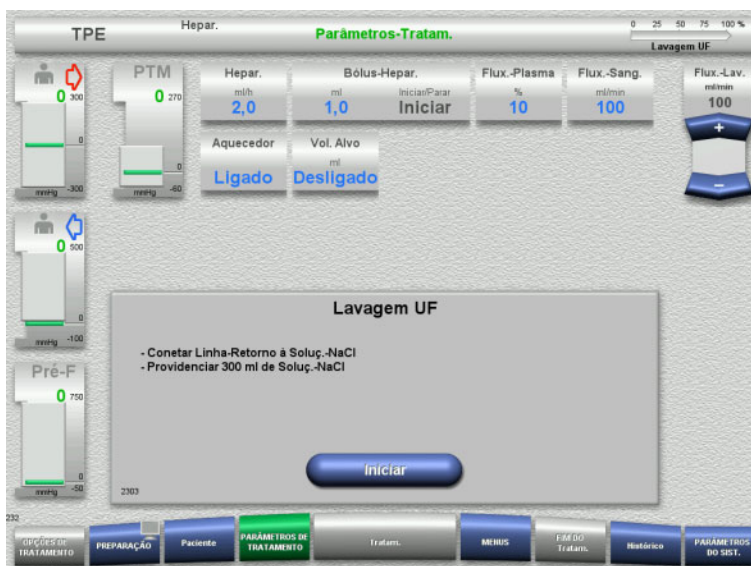 TPE
Hepar.
Parâmetros-Tratam.
0 25 50 75 100 %
Lavagem UF
0 300
0
mmHg -300
PTM
0 270
0
mmHg -60
Hepar.
ml/h
2,0
Bólus-Hepar.
ml Iniciar/Parar
1,0 Iniciar
Flux.-Plasma
%
10
Flux.-Sang.
ml/min
100
Flux.-Lav.
ml/min
100
+
–
Aquecedor
Ligado
Vol. Alvo
ml
Desligado
0 500
0
mmHg -100
Pré-F
0 750
0
mmHg -50
Lavagem UF
- Conetar Linha-Retorno á Soluç.-NaCl
- Providenciar 300 ml de Soluç.-NaCl
Iniciar
2303
232
OPÇÕES DE
TRATAMENTO
PREPARAÇÃO
Paciente
PARÂMETROS DE
TRATAMENTO
Tratam.
MENUS
FIM DO
Tratam.
Histórico
PARÂMETROS
DO SIST.